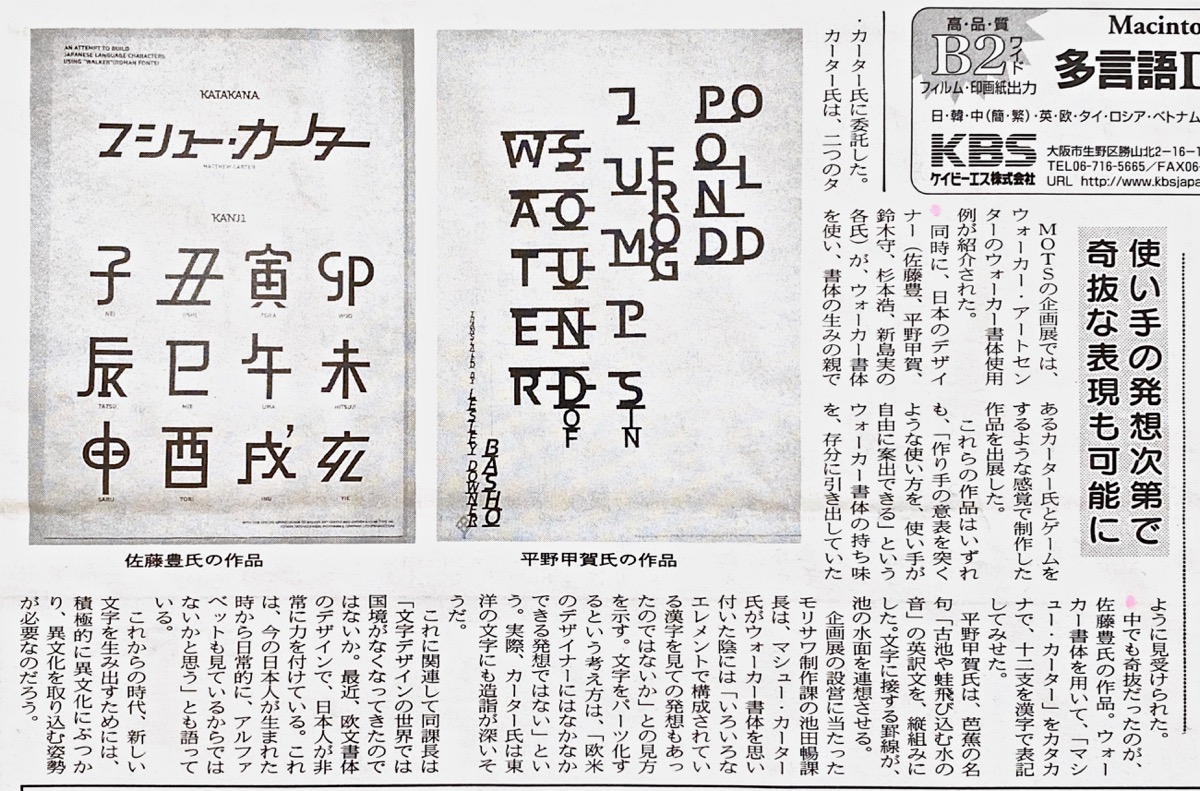 高・品・質
B2ワイド
フィルム・印画紙出力
Macinto
多言語
日・韓・中(簡・繁)・英・欧・タイ・ロシア・ベトナム
KBS
ケイビーエス株式会社
大阪市生野区勝山北2-16-1
TEL06-716-5665/FAX06-
URL http://www.kbsjapa
・カーター氏に委託した。
カーター氏は、二つのタ
使い手の発想次第で
奇抜な表現も可能に
MOTSの企画展では、
ウォーカー・アートセン
ターのウォーカー書体使用
例が紹介された。
同時に、日本のデザイ
ナー(佐藤豊、平野甲賀、
鈴木守、杉本浩、新島実の
各氏)が、ウォーカー書体
を使い、書体の生みの親で
あるカーター氏とゲームを
するような感覚で制作した
作品を出展した。
これらの作品はいずれ
も、「作り手の意表を突く
ような使い方を、使い手が
自由に案出できる」という
ウォーカー書体の持ち味
を、存分に引き出していた
ように見受けられた。
中でも奇抜だったのが、
佐藤豊氏の作品。ウォー
カー書体を用いて、「マシ
ュー・カーター」をカタカ
ナで、十二支を漢字で表記
してみせた。
平野甲賀氏は、芭蕉の名
句「古池や蛙飛び込む水の
音」の英訳文を、縦組みに
した。文字に接する罫線が、
池の水面を連想させる。
企画展の設営に当たった
モリサワ制作課の池田暢課
長は、マシュー・カーター
氏がウォーカー書体を思い
付いた陰には「いろいろな
エレメントで構成されてい
る漢字を見ての発想もあっ
たのではないか」との見方
を示す。文字をパーツ化す
るという考え方は、「欧米
のデザイナーにはなかなか
できる発想ではない」とい
う。実際、カーター氏は東
洋の文字にも造詣が深いそ
うだ。
これに関連して同課長は
「文字デザインの世界では
国境がなくなってきたので
はないか。最近、欧文書体
のデザインで、日本人が非
常に力を付けている。これ
は、今の日本人が生まれた
時から日常的に、アルファ
ベットも見ているからでは
ないかと思う」とも語って
いる。
これからの時代、新しい
文字を生み出すためには、
積極的に異文化にぶつか
り、異文化を取り込む姿勢
が必要なのだろう。
AN ATTEMPT TO BUILD
JAPANESE LANGUAGE CHARACTERS
USING "WALKER"(ROMAN FONTE)
KATAKANA
マシュー・カーター
MATTHEW CARTER
KANJI
子 丑 寅 卯
NEI USHI TORA WOO
辰 巳 午 未
TATSU MIE UMA HITSUJI
申 酉 戌 亥
SARU TORI INU YIE
佐藤豊氏の作品
POND
OLD
FROG
JUMPS
IN
SOUND
OF
WATER
BASHO
TRANSLATED BY LESLEY DOWNER
平野甲賀氏の作品